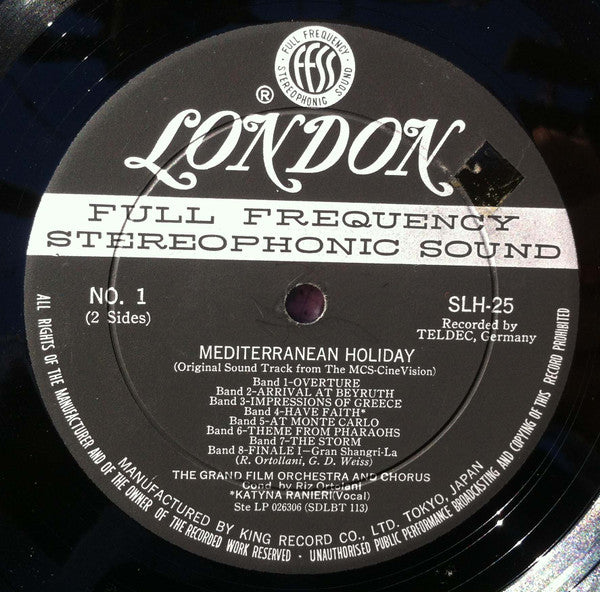 FULL FREQUENCY
FFSS
STEREOPHONIC SOUND
®
LONDON
FULL FREQUENCY
STEREOPHONIC SOUND
NO. 1
(2 Sides)
SLH-25
Recorded by
TELDEC, Germany
MEDITERRANEAN HOLIDAY
(Original Sound Track from The MCS-CineVision)
Band 1-OVERTURE
Band 2-ARRIVAL AT BEYRUTH
Band 3-IMPRESSIONS OF GREECE
Band 4-HAVE FAITH*
Band 5-AT MONTE CARLO
Band 6-THEME FROM PHARAOHS
Band 7-THE STORM
Band 8-FINALE I-Gran Shangri-La
(R. Ortollani, G. D. Weiss)
THE GRAND FILM ORCHESTRA AND CHORUS
Cond. by Riz Ortolani
*KATYNA RANIERI(Vocal)
Ste LP 026306 (SDLBT 113)
MANUFACTURED BY KING RECORD CO., LTD. TOKYO, JAPAN
ALL RIGHTS OF THE MANUFACTURER AND OF THE OWNER OF THE RECORDED WORK RESERVED · UNAUTHORISED PUBLIC PERFORMANCE BROADCASTING AND COPYING OF THIS RECORD PROHIBITED